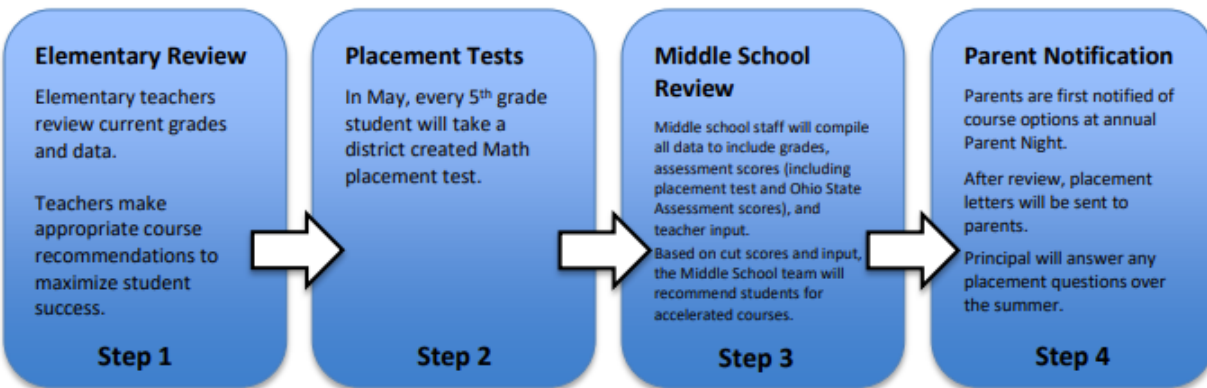 Elementary Review
Elementary teachers
review current grades
and data.
Teachers make
appropriate course
recommendations to
maximize student
success.
Step 1
Placement Tests
In May, every 5th grade
student will take a
district created Math
placement test.
Step 2
Middle School
Review
Middle school staff will compile
all data to include grades,
assessment scores (including
placement test and Ohio State
Assessment scores), and
teacher input.
Based on cut scores and input,
the Middle School team will
recommend students for
accelerated courses.
Step 3
Parent Notification
Parents are first notified of
course options at annual
Parent Night.
After review, placement
letters will be sent to
parents.
Principal will answer any
placement questions over
the summer.
Step 4